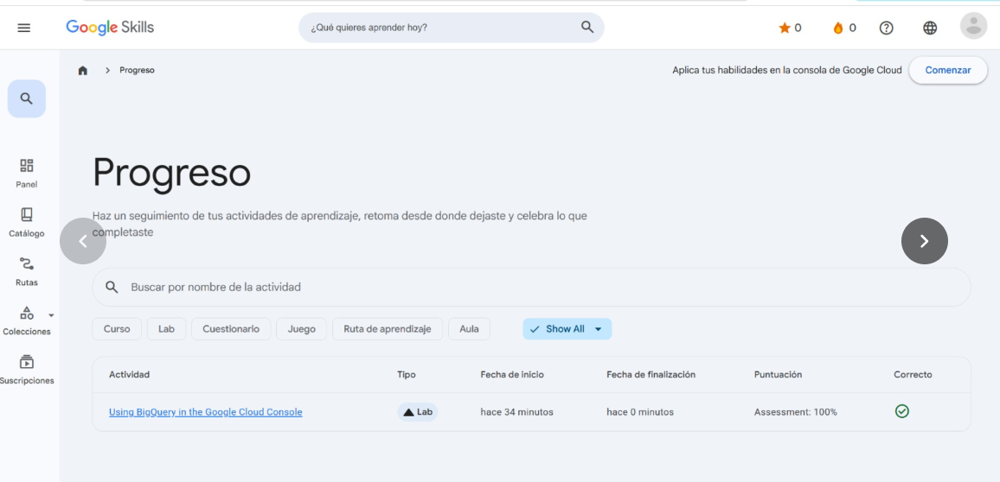 Google Skills
¿Qué quieres aprender hoy?
0
0
Progreso
Aplica tus habilidades en la consola de Google Cloud
Comenzar
Panel
Catálogo
Rutas
Colecciones
Suscripciones
Progreso
Haz un seguimiento de tus actividades de aprendizaje, retoma desde donde dejaste y celebra lo que
completaste
Buscar por nombre de la actividad
Curso Lab Cuestionario Juego Ruta de aprendizaje Aula Show All
Actividad Tipo Fecha de inicio Fecha de finalización Puntuación Correcto
Using BigQuery in the Google Cloud Console Lab hace 34 minutos hace 0 minutos Assessment: 100%